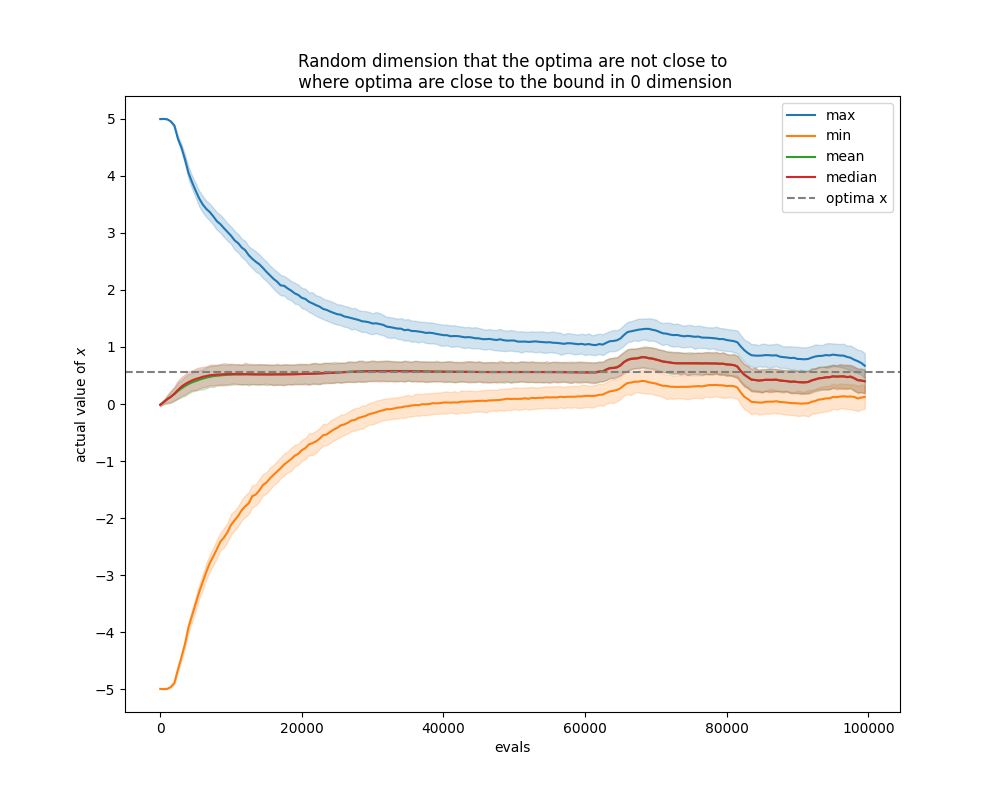 Random dimension that the optima are not close to
where optima are close to the bound in 0 dimension
max
min
mean
median
optima x
5
4
3
2
1
0
−1
−2
−3
−4
−5
actual value of x
0
20000
40000
60000
80000
100000
evals